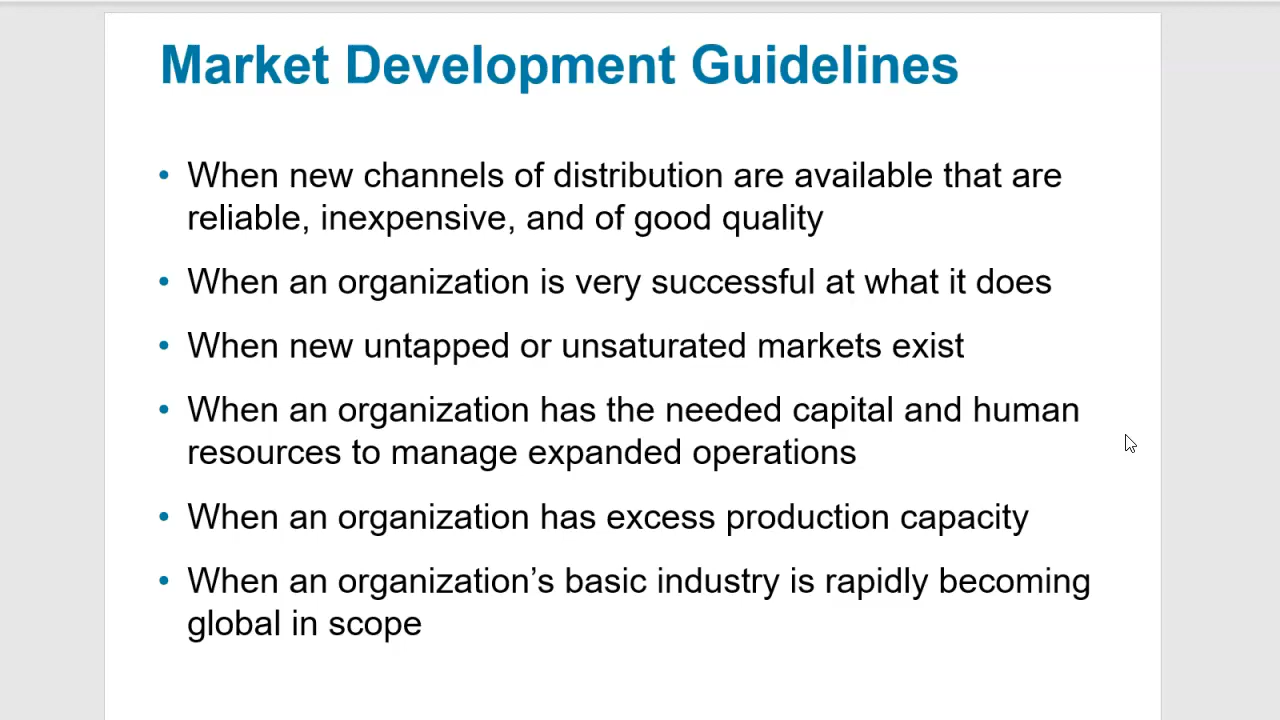 Market Development Guidelines
• When new channels of distribution are available that are
reliable, inexpensive, and of good quality
• When an organization is very successful at what it does
• When new untapped or unsaturated markets exist
• When an organization has the needed capital and human
resources to manage expanded operations
• When an organization has excess production capacity
• When an organization’s basic industry is rapidly becoming
global in scope